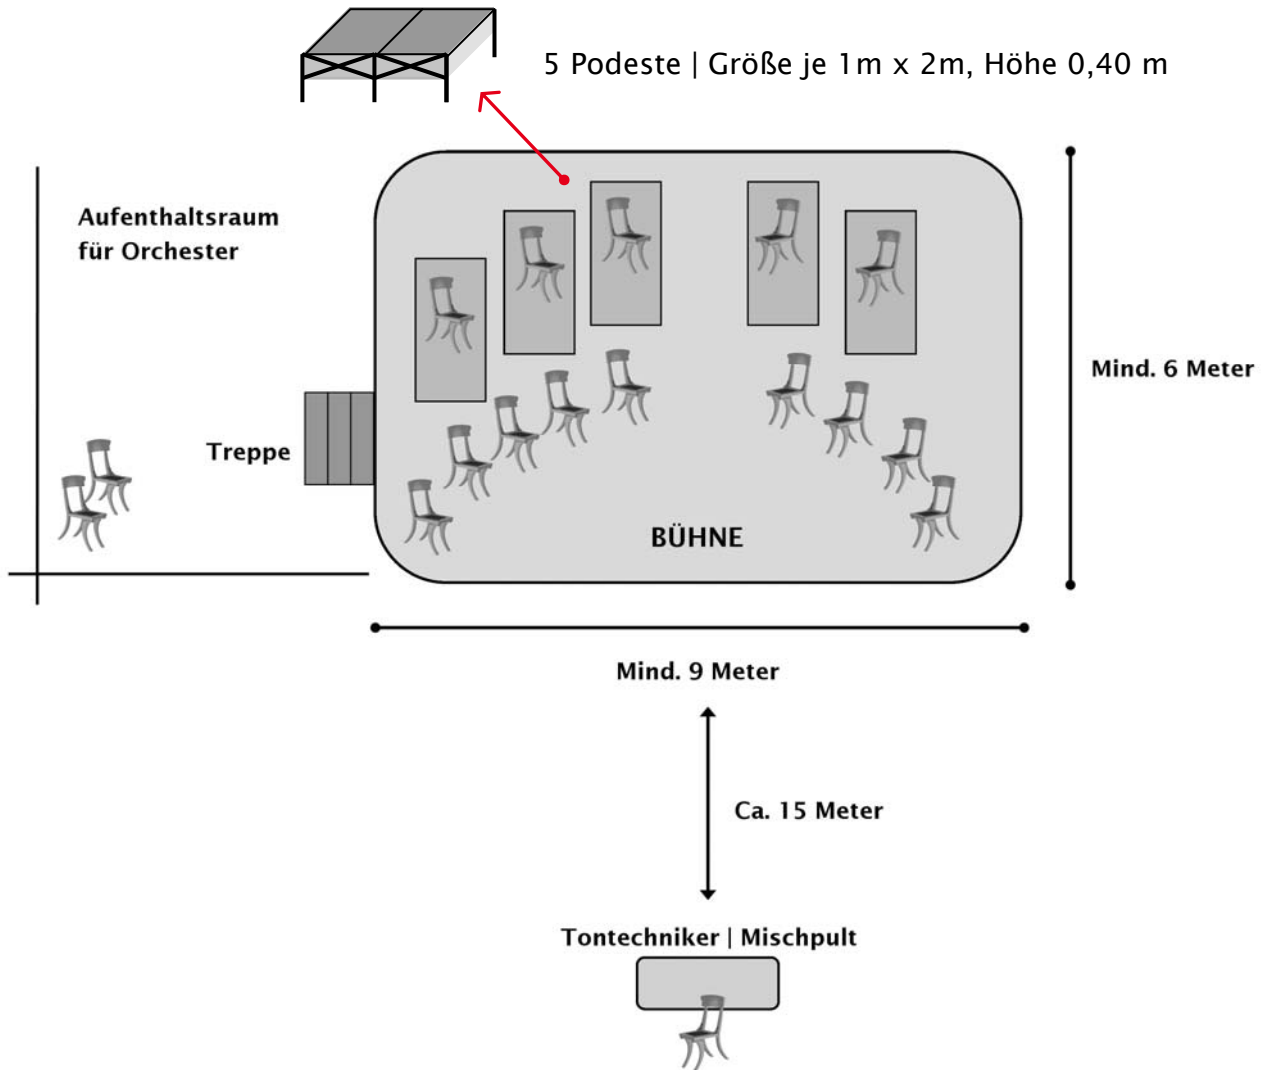 5 Podeste | Größe je 1m x 2m, Höhe 0,40 m
Aufenthaltsraum
für Orchester
Mind. 6 Meter
Treppe
BÜHNE
Mind. 9 Meter
Ca. 15 Meter
Tontechniker | Mischpult